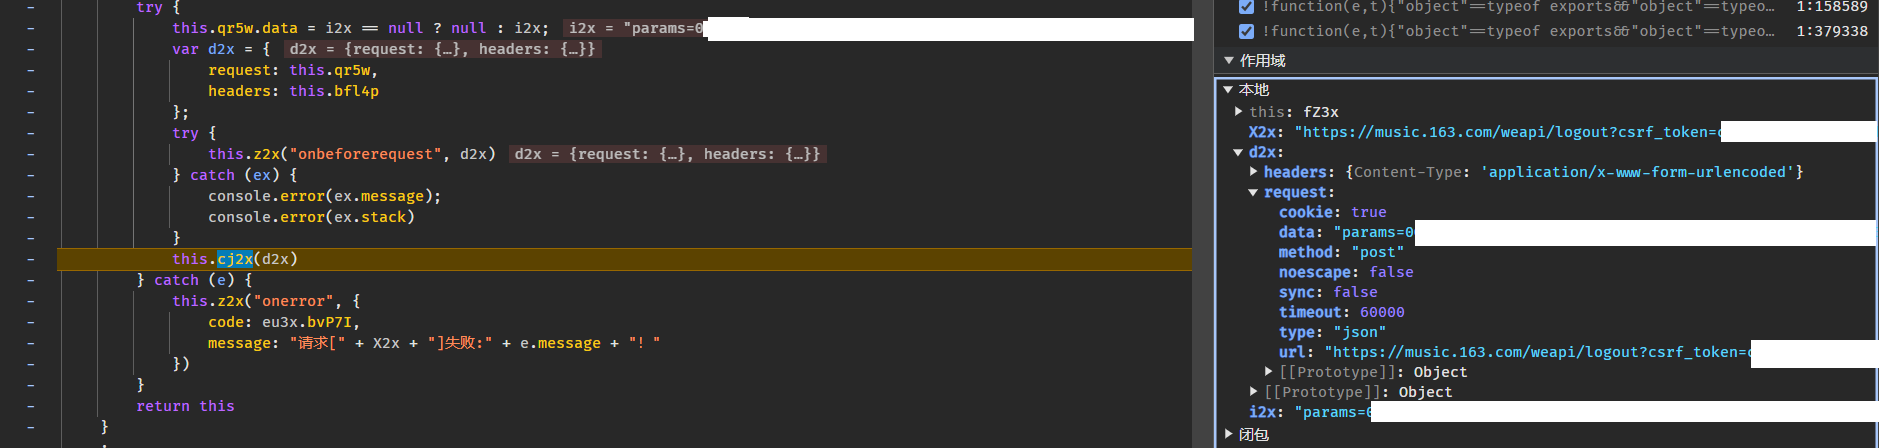 try {
this.qr5w.data = i2x == null ? null : i2x; i2x = "params=0
var d2x = { d2x = {request: {…}, headers: {…}}
request: this.qr5w,
headers: this.bfl4p
};
try {
this.z2x("onbeforerequest", d2x) d2x = {request: {…}, headers: {…}}
} catch (ex) {
console.error(ex.message);
console.error(ex.stack)
}
this.cj2x(d2x)
} catch (e) {
this.z2x("onerror", {
code: eu3x.bvP7I,
message: "请求[" + X2x + "]失败:" + e.message + "! "
})
}
return this
}
!function(e,t){"object"==typeof exports&&"object"==typeo… 1:158589
!function(e,t){"object"==typeof exports&&"object"==typeo… 1:379338
作用域
本地
this: fZ3x
X2x: "https://music.163.com/weapi/logout?csrf_token=
d2x:
headers: {Content-Type: 'application/x-www-form-urlencoded'}
request:
cookie: true
data: "params=0
method: "post"
noescape: false
sync: false
timeout: 60000
type: "json"
url: "https://music.163.com/weapi/logout?csrf_token=
[[Prototype]]: Object
[[Prototype]]: Object
i2x: "params=0
闭包